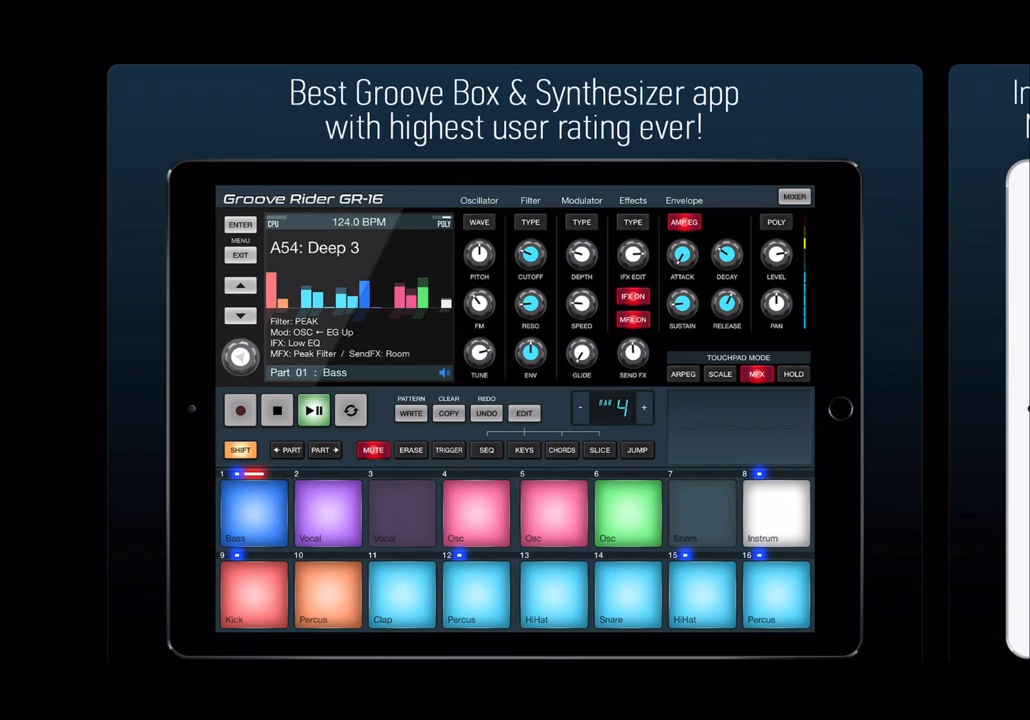 Best Groove Box & Synthesizer app
with highest user rating ever!
In
Groove Rider GR-16
Oscillator Filter Modulator Effects Envelope MIXER
ENTER CPU 124.0 BPM POLY WAVE TYPE TYPE TYPE AMP EG POLY
MENU
EXIT
A54: Deep 3
PITCH CUTOFF DEPTH IFX EDIT ATTACK DECAY LEVEL
IFX ON
MFX ON
FM RESO SPEED SUSTAIN RELEASE PAN
Filter: PEAK
Mod: OSC ← EG Up
IFX: Low EQ
MFX: Peak Filter / SendFX: Room
Part 01 : Bass
TUNE ENV GLIDE SEND FX
TOUCHPAD MODE
ARPEG SCALE MFX HOLD
PATTERN CLEAR REDO
WRITE COPY UNDO EDIT - BAR 4 +
SHIFT ← PART PART → MUTE ERASE TRIGGER SEQ KEYS CHORDS SLICE JUMP
1 2 3 4 5 6 7 8
Bass Vocal Vocal Osc Osc Osc Snare Instrum
9 10 11 12 13 14 15 16
Kick Percus Clap Percus HiHat Snare HiHat Percus